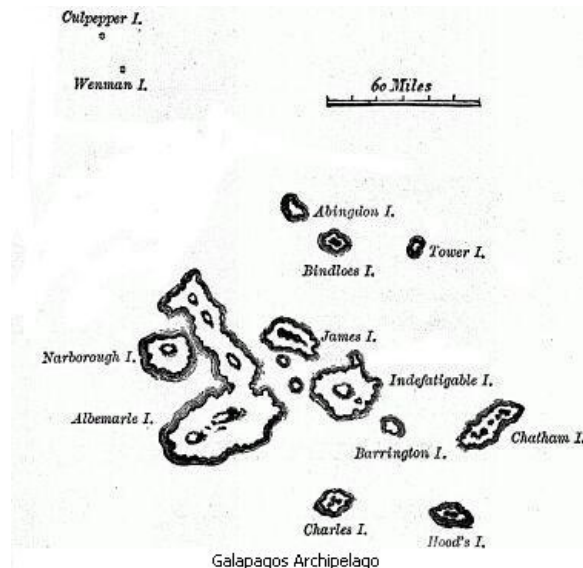 Culpepper I.
Wenman I.
60 Miles
Abingdon I.
Bindloes I.
Tower I.
James I.
Narborough I.
Indefatigable I.
Albemarle I.
Chatham I.
Barrington I.
Charles I.
Hood's I.
Galapagos Archipelago